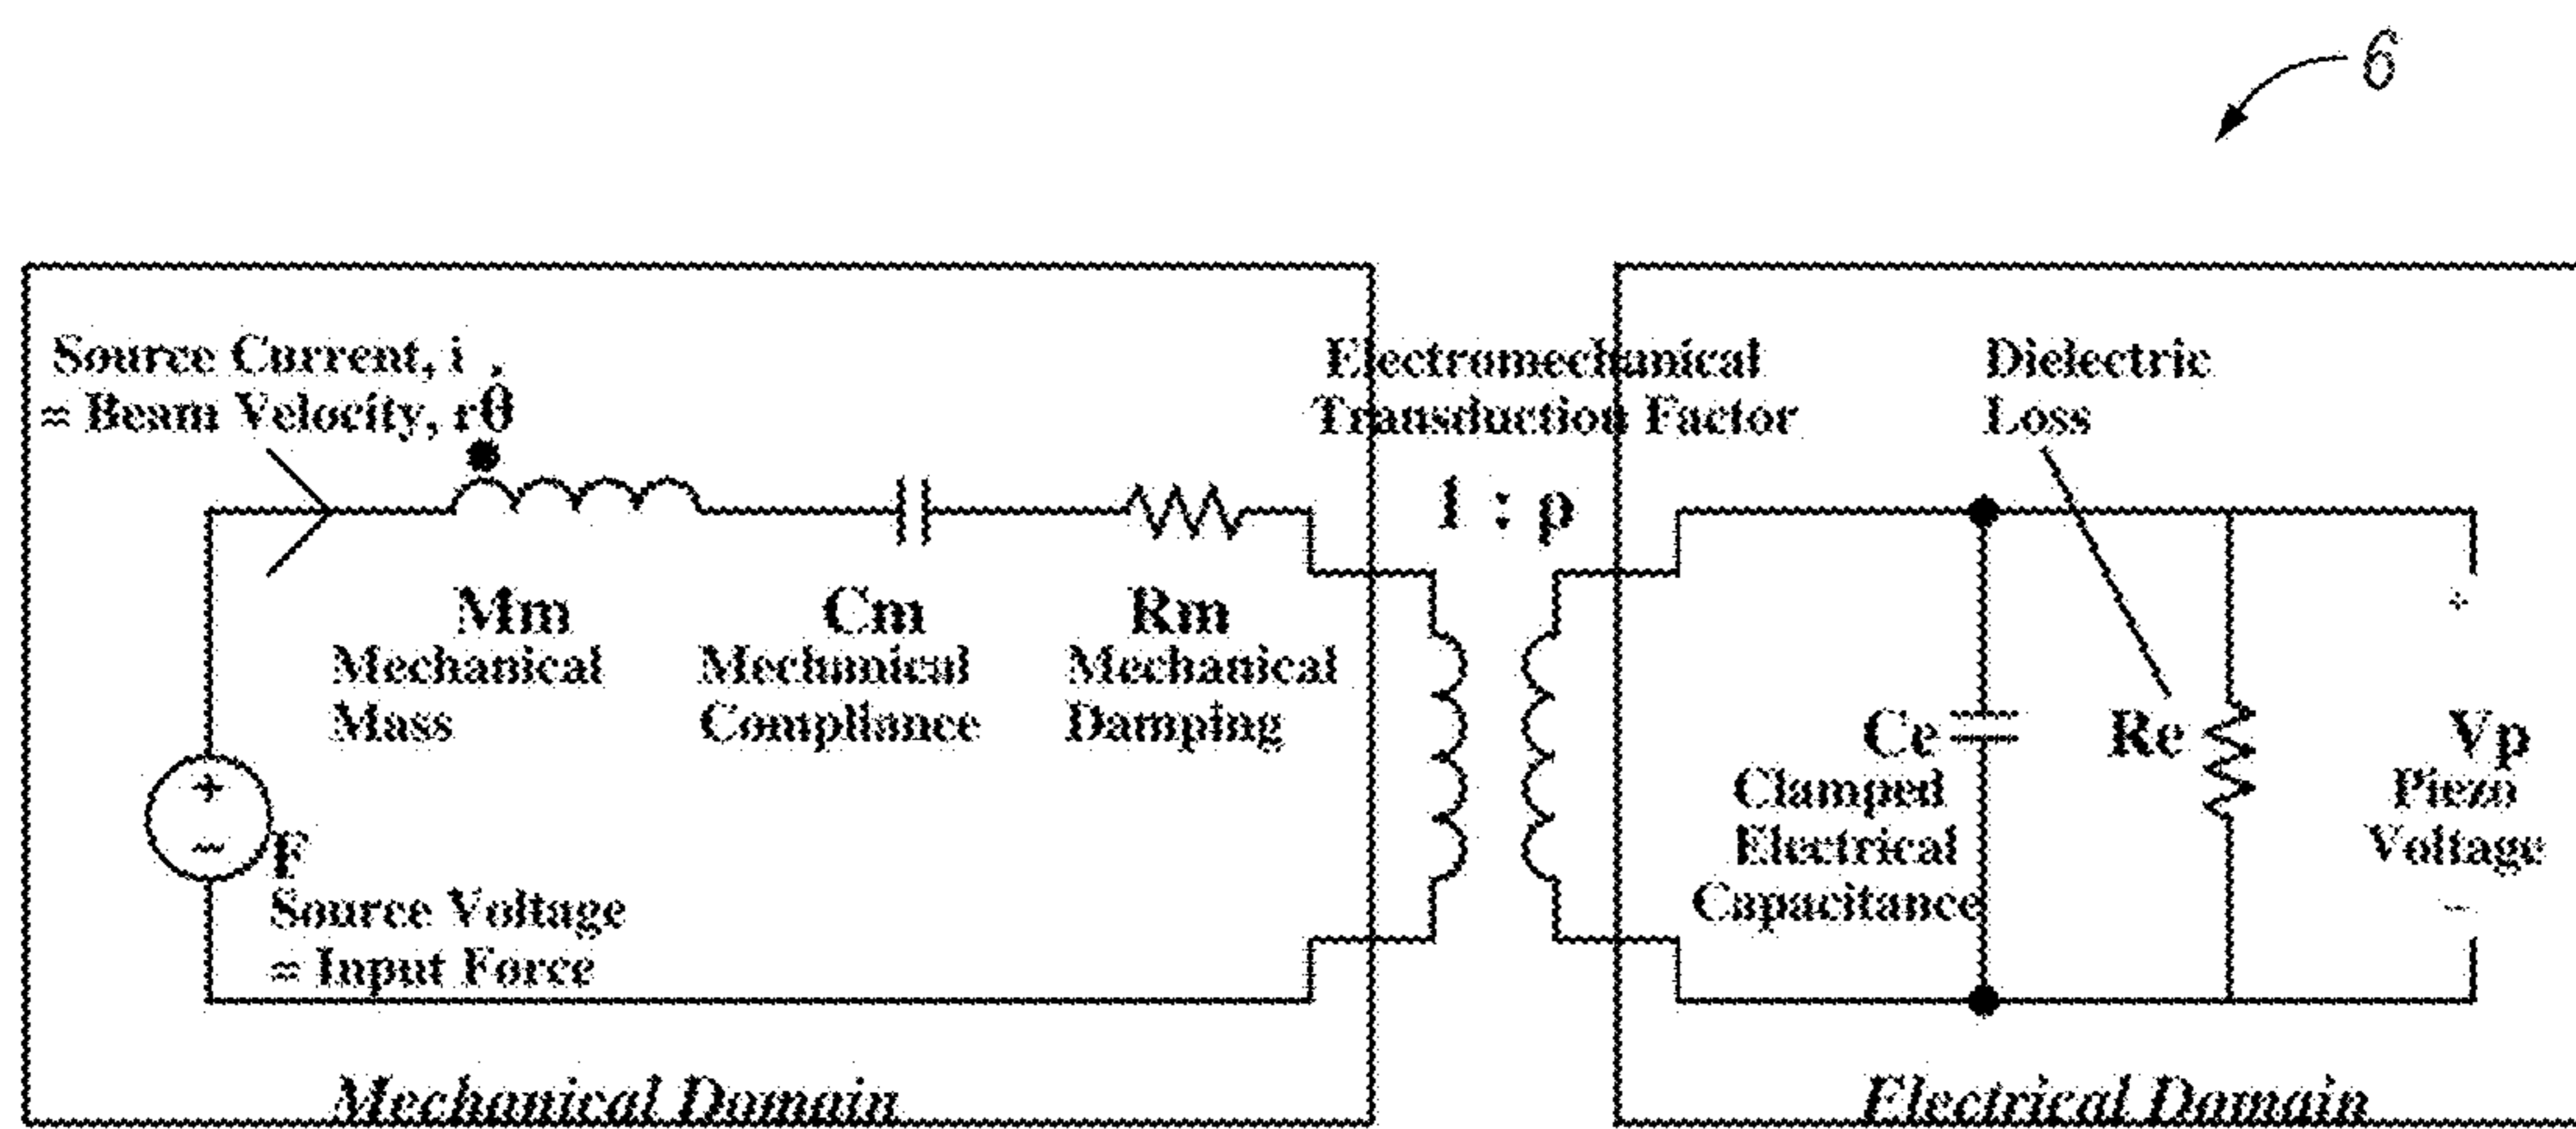 6
Source Current, i
= Beam Velocity, rθ̇
Electromechanical
Transduction Factor
1 : p
Dielectric
Loss
Mm
Mechanical
Mass
Cm
Mechanical
Compliance
Rm
Mechanical
Damping
+
−
F
Source Voltage
= Input Force
Ce
Clamped
Electrical
Capacitance
Re
+
Vp
Piezo
Voltage
−
Mechanical Domain
Electrical Domain